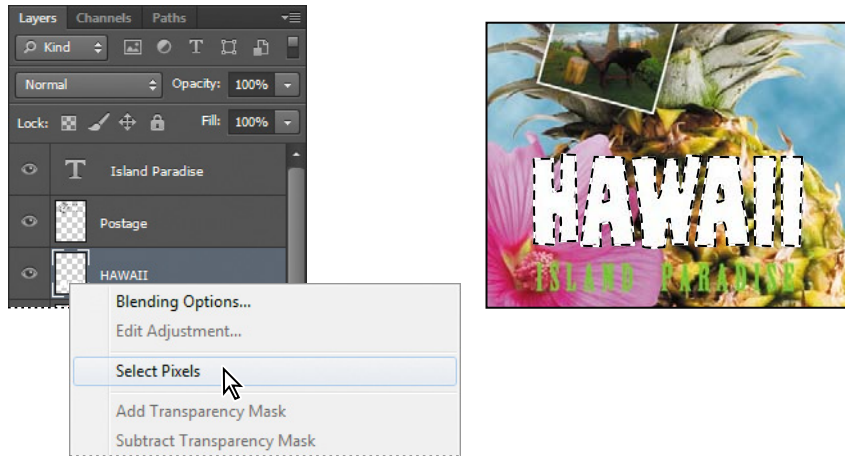 Layers Channels Paths
Kind T
Normal Opacity: 100%
Lock: Fill: 100%
T Island Paradise
Postage
HAWAII
Blending Options...
Edit Adjustment...
Select Pixels
Add Transparency Mask
Subtract Transparency Mask
HAWAII
ISLAND PARADISE